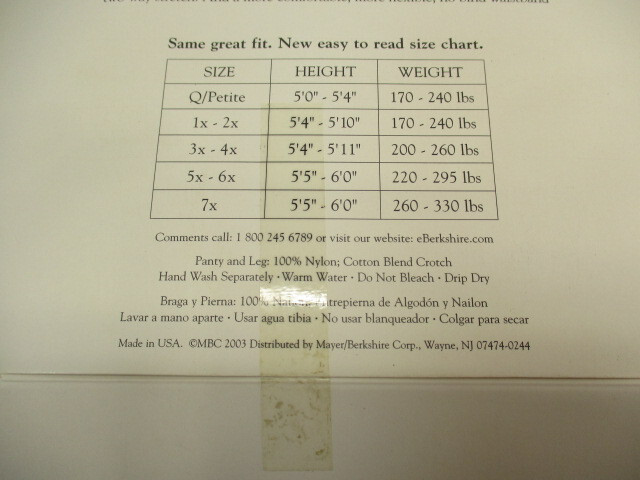 Same great fit. New easy to read size chart.
SIZE HEIGHT WEIGHT
Q/Petite 5'0" - 5'4" 170 - 240 lbs
1x - 2x 5'4" - 5'10" 170 - 240 lbs
3x - 4x 5'4" - 5'11" 200 - 260 lbs
5x - 6x 5'5" - 6'0" 220 - 295 lbs
7x 5'5" - 6'0" 260 - 330 lbs
Comments call: 1 800 245 6789 or visit our website: eBerkshire.com
Panty and Leg: 100% Nylon; Cotton Blend Crotch
Hand Wash Separately · Warm Water · Do Not Bleach · Drip Dry
Braga y Pierna: 100% de Algodón y Nailon
Lavar a mano aparte · Usar agua tibia · No usar blanqueador · Colgar para secar
Made in USA. ©MBC 2003 Distributed by Mayer/Berkshire Corp., Wayne, NJ 07474-0244